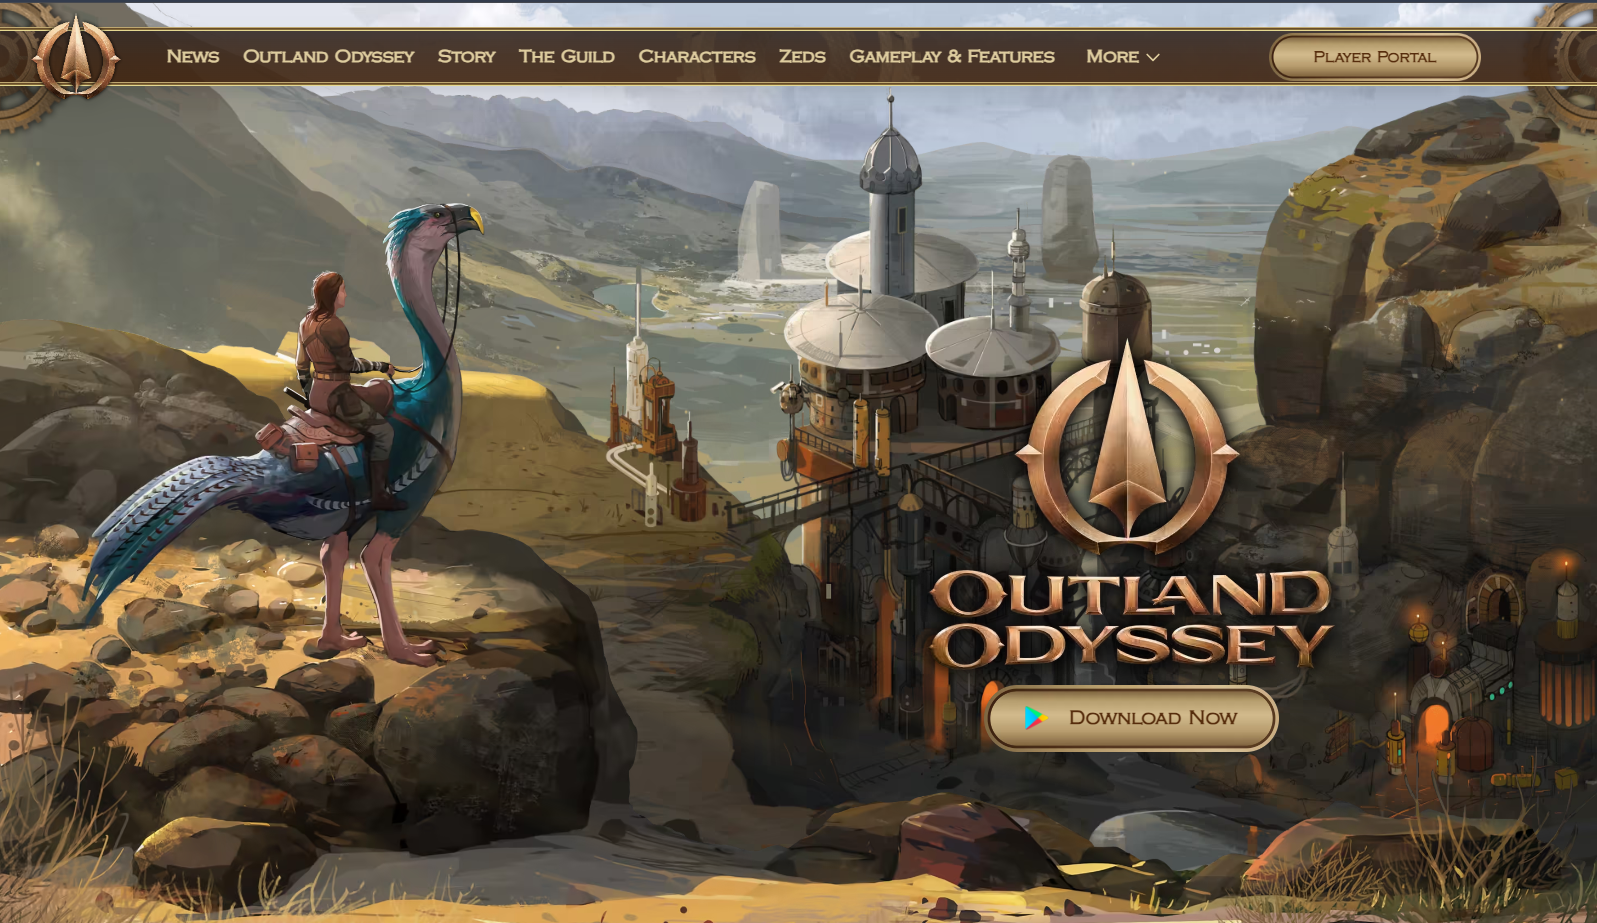 News Outland Odyssey Story The Guild Characters Zeds Gameplay & Features More Player Portal
Outland
Odyssey
Download Now